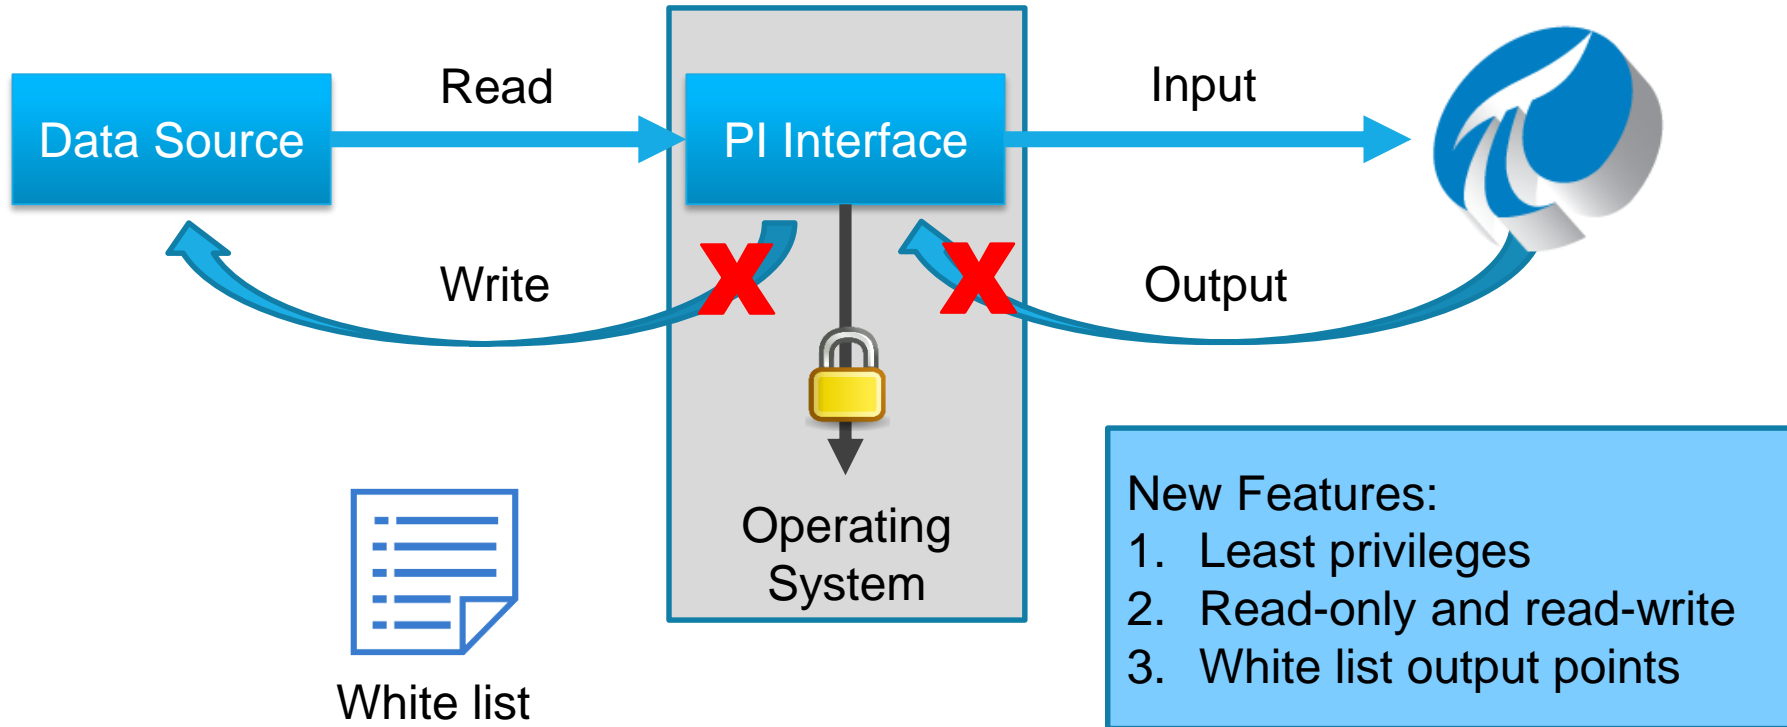 Read
Input
Data Source
PI Interface
Write
Output
X
X
Operating
System
White list
New Features:
1. Least privileges
2. Read-only and read-write
3. White list output points